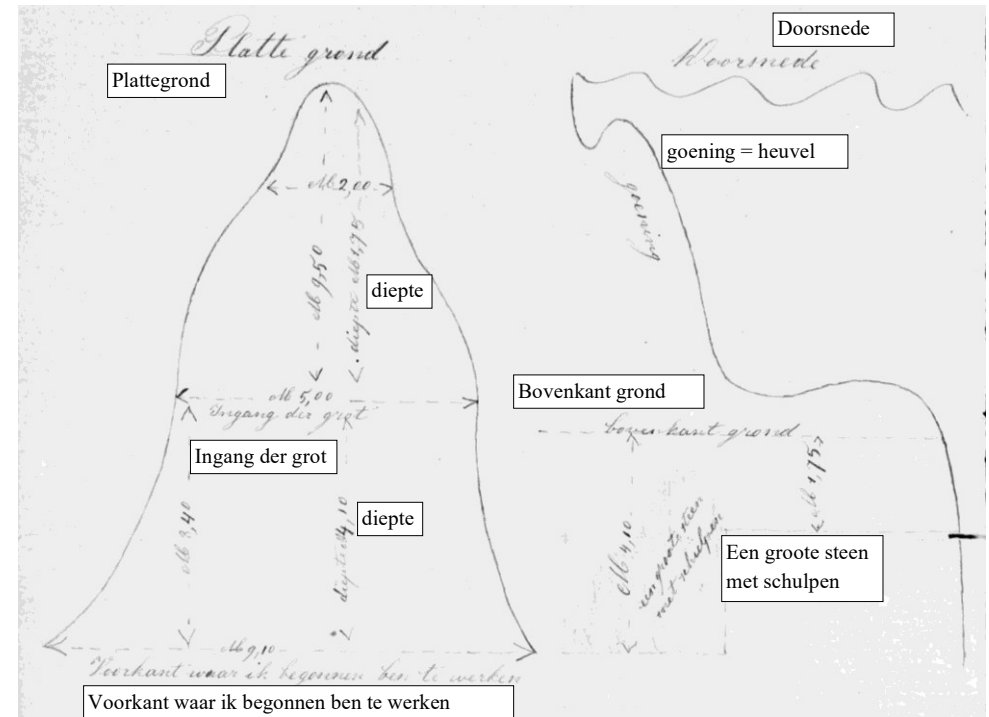 Platte grond
Plattegrond
M 2,00
M 9,50
diepte M 1,75
diepte
M 5,00
Ingang der grot
Ingang der grot
M 3,40
diepte M 4,10
diepte
M 9,10
Voorkant waar ik begonnen ben te werken
Voorkant waar ik begonnen ben te werken
Doorsnede
Doorsnede
goening = heuvel
goening
Bovenkant grond
bovenkant grond
M 1,75
M 4,10
een groote steen
met schulpen
Een groote steen
met schulpen